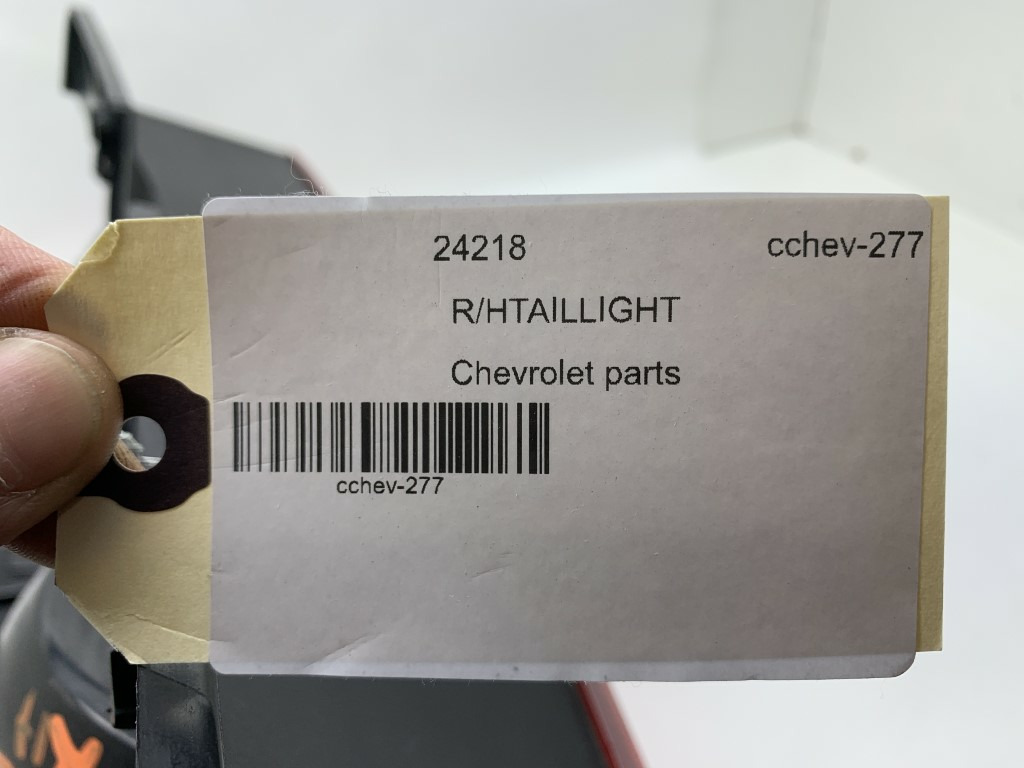 24218 cchev-277
R/HTAILLIGHT
Chevrolet parts
cchev-277